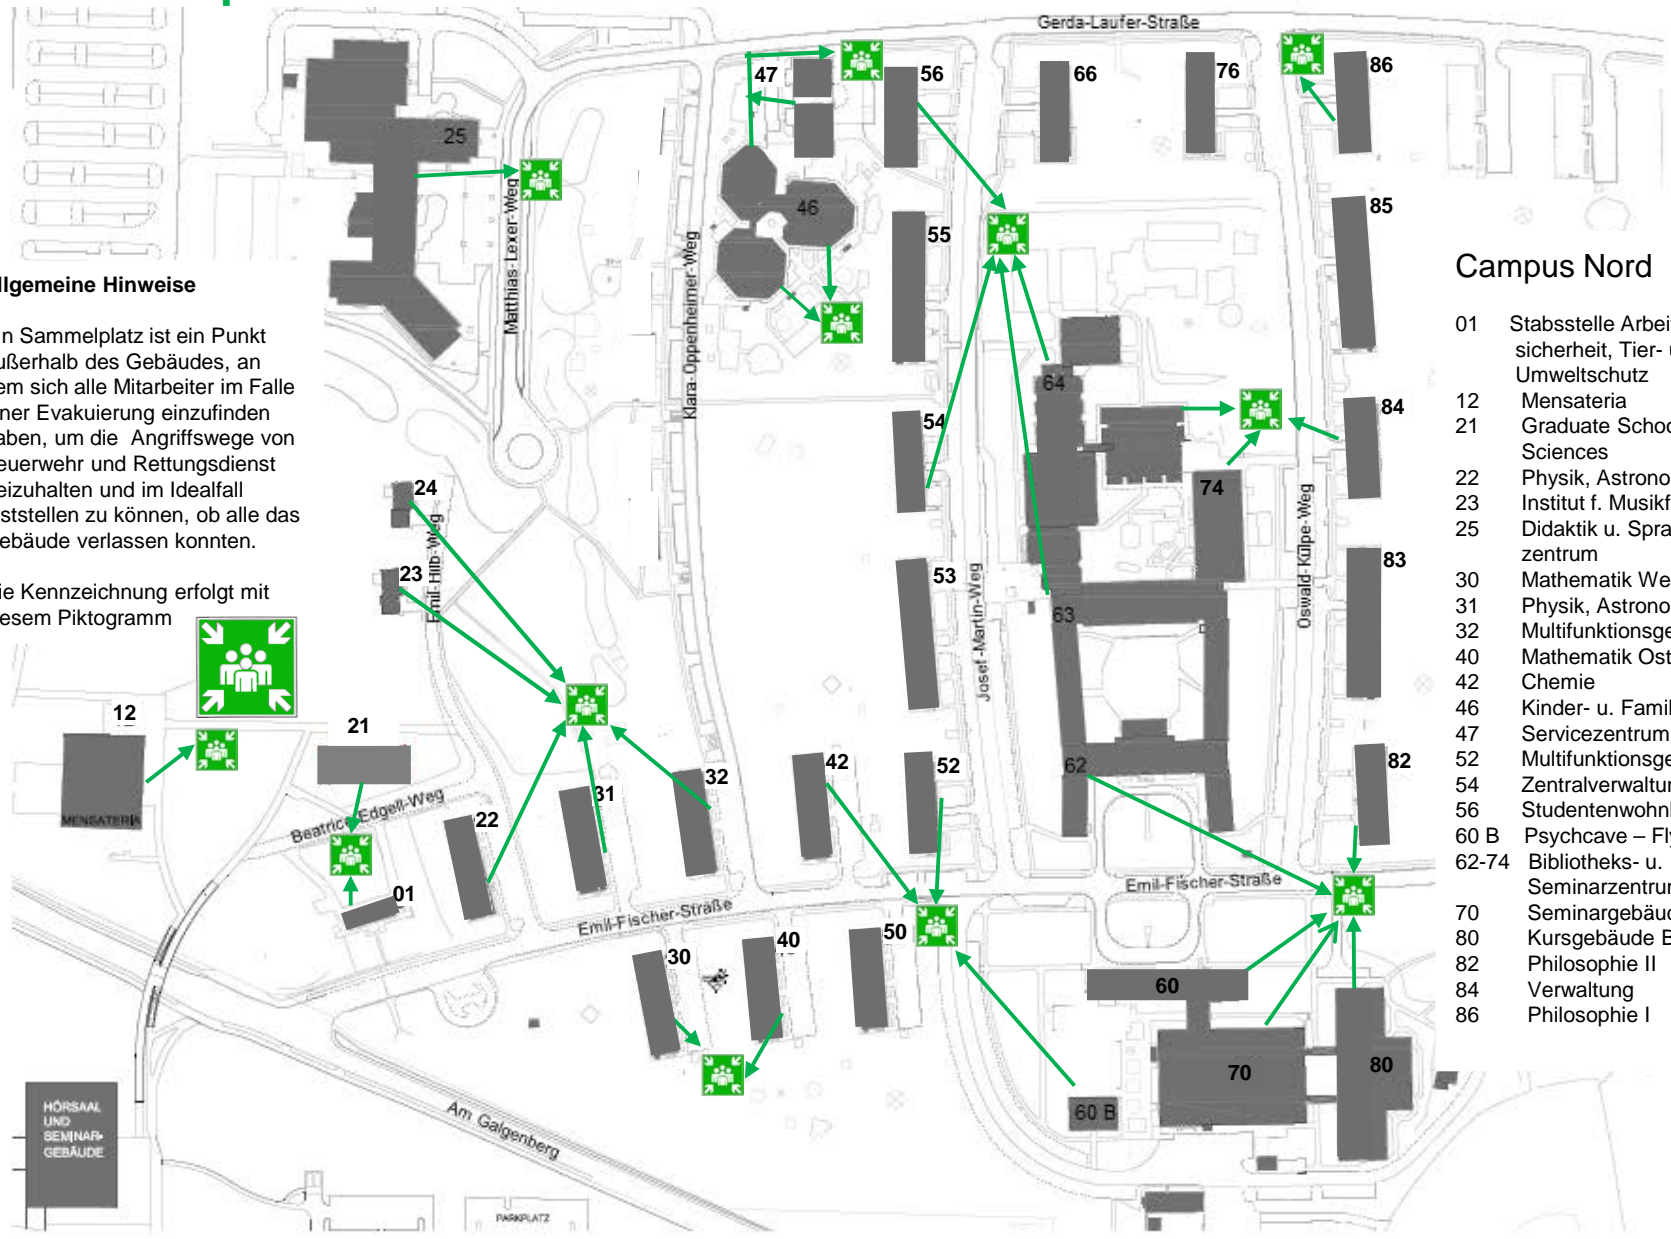 Gerda-Laufer-Straße
47
56
66
76
86
25
Matthias-Lexer-Weg
46
55
85
Klara-Oppenheimer-Weg
llgemeine Hinweise
n Sammelplatz ist ein Punkt
ußerhalb des Gebäudes, an
em sich alle Mitarbeiter im Falle
ner Evakuierung einzufinden
aben, um die Angriffswege von
euerwehr und Rettungsdienst
eizuhalten und im Idealfall
ststellen zu können, ob alle das
ebäude verlassen konnten.
ie Kennzeichnung erfolgt mit
esem Piktogramm
64
54
84
74
24
Emil-Hilb-Weg
23
53
83
Josef-Martin-Weg
Oswald-Külpe-Weg
63
12
21
MENSATERIA
Beatrice-Edgell-Weg
22
31
32
42
52
62
82
01
Emil-Fischer-Straße
Emil-Fischer-Straße
30
40
50
60
70
80
60 B
Am Galgenberg
HÖRSAAL
UND
SEMINAR-
GEBÄUDE
PARKPLATZ
Campus Nord
01 Stabsstelle Arbei
sicherheit, Tier- u
Umweltschutz
12 Mensateria
21 Graduate Schoo
Sciences
22 Physik, Astrono
23 Institut f. Musikf
25 Didaktik u. Spra
zentrum
30 Mathematik We
31 Physik, Astrono
32 Multifunktionsge
40 Mathematik Ost
42 Chemie
46 Kinder- u. Famil
47 Servicezentrum
52 Multifunktionsge
54 Zentralverwaltu
56 Studentenwohnl
60 B Psychcave – Fly
62-74 Bibliotheks- u.
Seminarzentrun
70 Seminargebäud
80 Kursgebäude B
82 Philosophie II
84 Verwaltung
86 Philosophie I